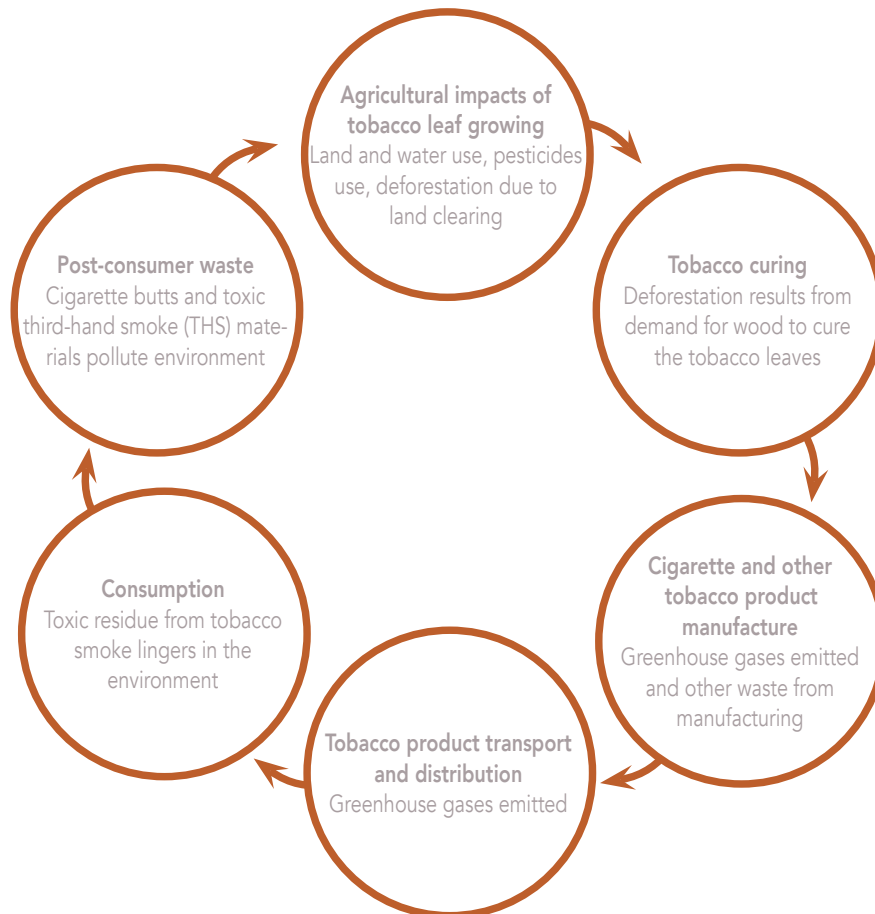 Agricultural impacts of
tobacco leaf growing
Land and water use, pesticides
use, deforestation due to
land clearing
Tobacco curing
Deforestation results from
demand for wood to cure
the tobacco leaves
Cigarette and other
tobacco product
manufacture
Greenhouse gases emitted
and other waste from
manufacturing
Tobacco product transport
and distribution
Greenhouse gases emitted
Consumption
Toxic residue from tobacco
smoke lingers in the
environment
Post-consumer waste
Cigarette butts and toxic
third-hand smoke (THS) mate-
rials pollute environment